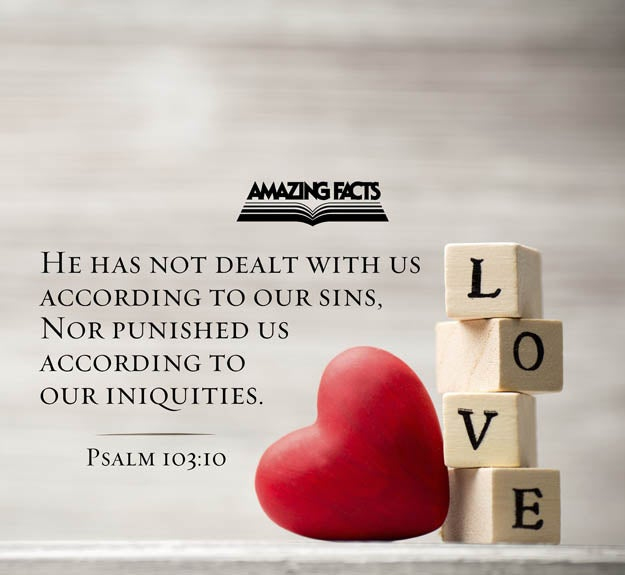 AMAZING FACTS
HE HAS NOT DEALT WITH US
ACCORDING TO OUR SINS,
NOR PUNISHED US
ACCORDING TO
OUR INIQUITIES.
PSALM 103:10
L
O
V
E